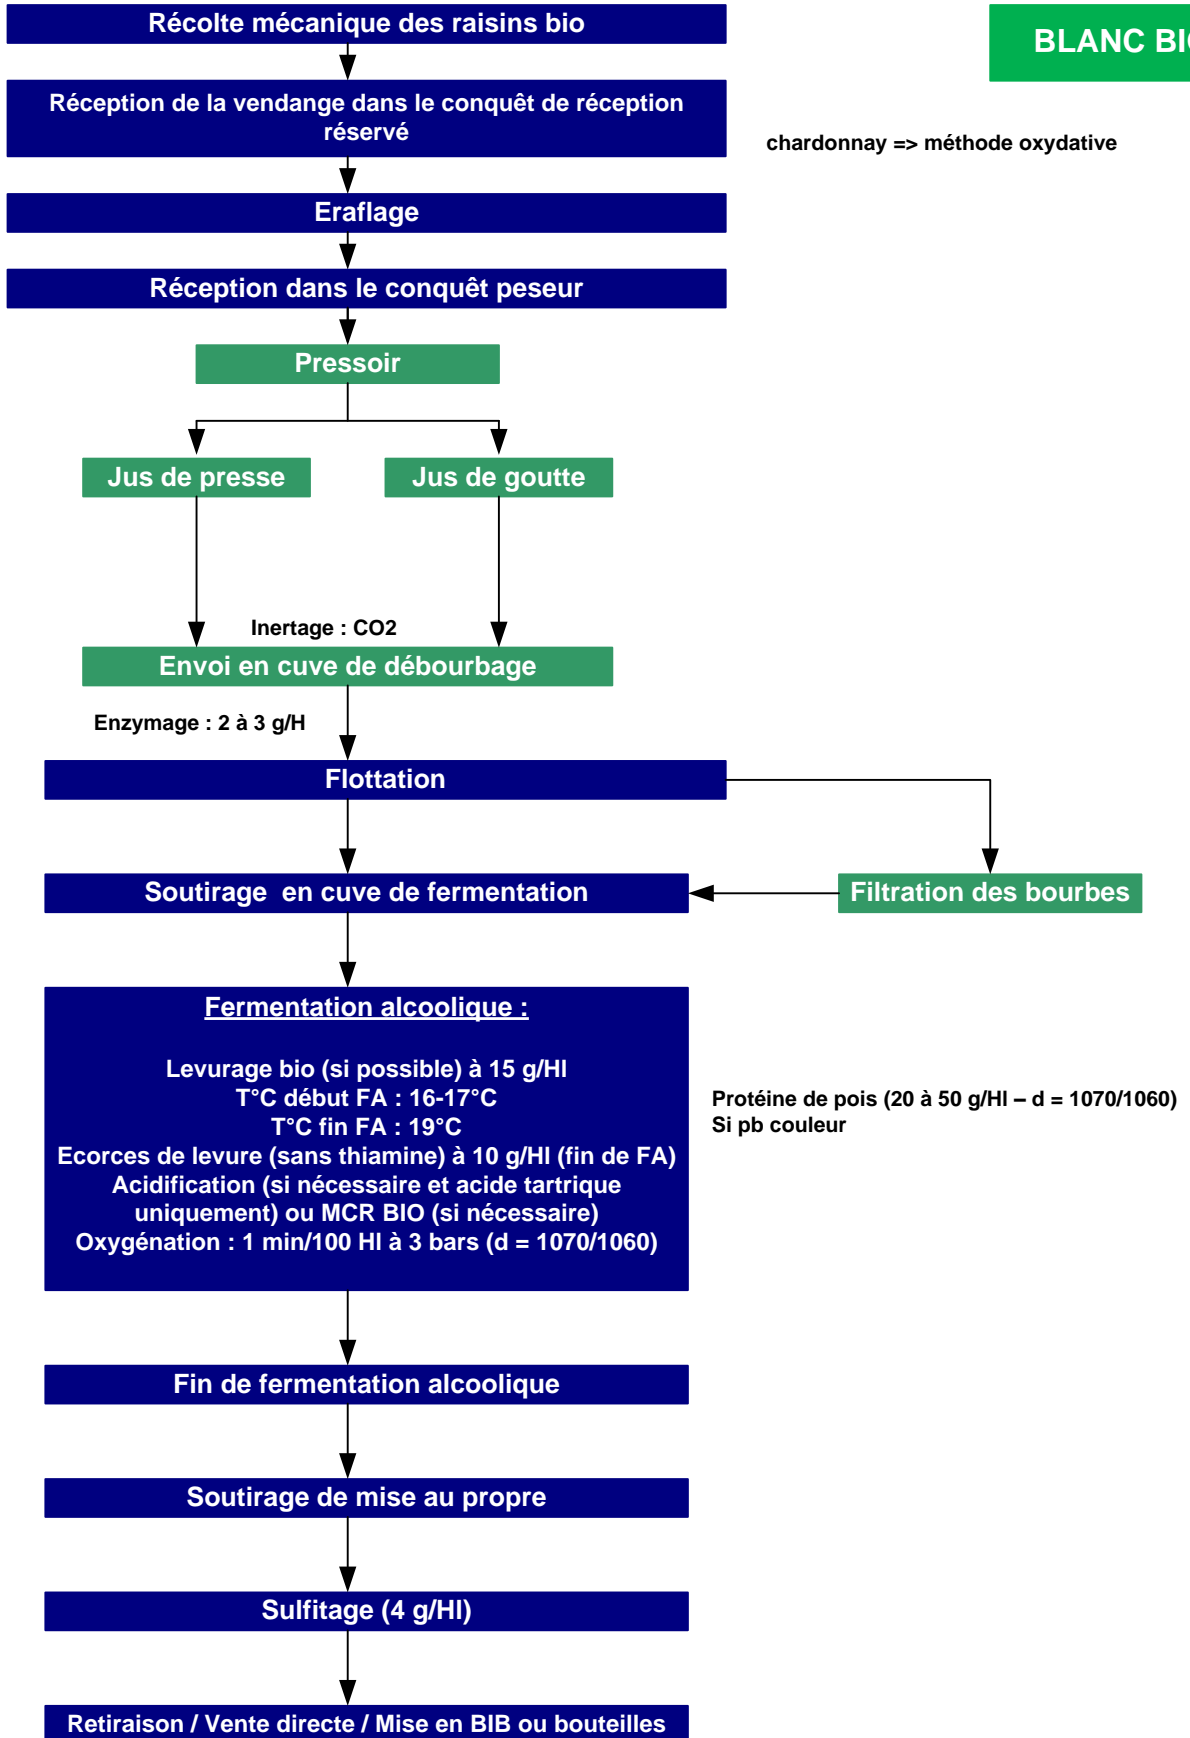 Récolte mécanique des raisins bio
BLANC BIO
Réception de la vendange dans le conquêt de réception
réservé
chardonnay => méthode oxydative
Eraflage
Réception dans le conquêt peseur
Pressoir
Jus de presse
Jus de goutte
Inertage : CO2
Envoi en cuve de débourbage
Enzymage : 2 à 3 g/H
Flottation
Soutirage  en cuve de fermentation
Filtration des bourbes
Fermentation alcoolique :
Levurage bio (si possible) à 15 g/Hl
T°C début FA : 16-17°C
T°C fin FA : 19°C
Ecorces de levure (sans thiamine) à 10 g/Hl (fin de FA)
Acidification (si nécessaire et acide tartrique
uniquement) ou MCR BIO (si nécessaire)
Oxygénation : 1 min/100 Hl à 3 bars (d = 1070/1060)
Protéine de pois (20 à 50 g/Hl – d = 1070/1060)
Si pb couleur
Fin de fermentation alcoolique
Soutirage de mise au propre
Sulfitage (4 g/Hl)
Retiraison / Vente directe / Mise en BIB ou bouteilles